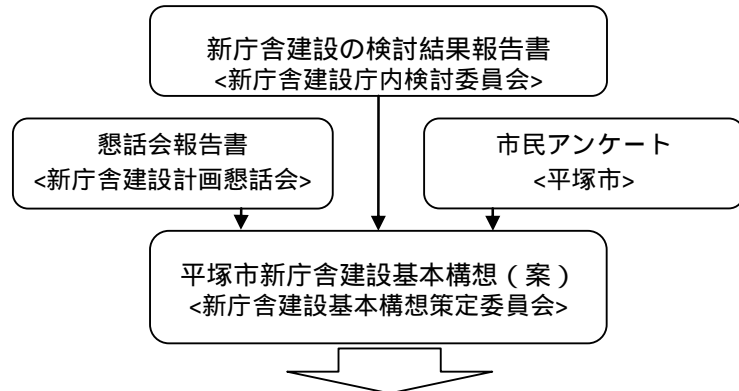 新庁舎建設の検討結果報告書
<新庁舎建設庁内検討委員会>
懇話会報告書
<新庁舎建設計画懇話会>
市民アンケート
<平塚市>
平塚市新庁舎建設基本構想（案）
<新庁舎建設基本構想策定委員会>